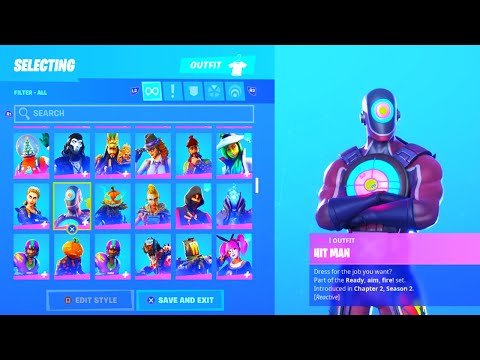 SELECTING
OUTFIT
FILTER - ALL
L2
R2
R3
SEARCH
| OUTFIT
HIT MAN
Dress for the job you want?
Part of the Ready, aim, fire! set.
Introduced in Chapter 2, Season 2.
[Reactive]
EDIT STYLE
SAVE AND EXIT